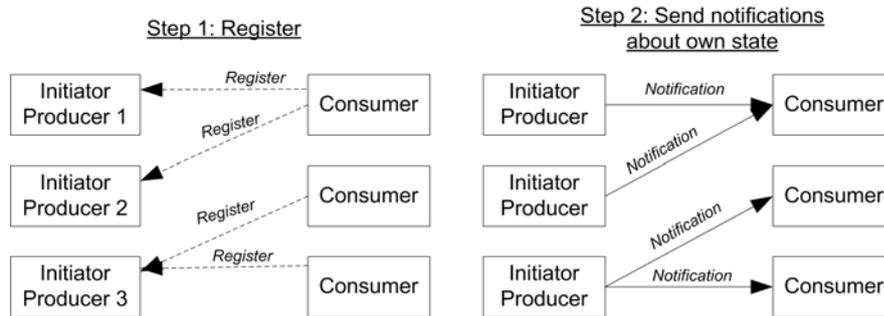 Step 1: Register
Initiator
Producer 1
Register
Consumer
Register
Initiator
Producer 2
Consumer
Register
Initiator
Producer 3
Register
Consumer
Step 2: Send notifications
about own state
Initiator
Producer
Notification
Consumer
Notification
Initiator
Producer
Consumer
Notification
Initiator
Producer
Notification
Consumer